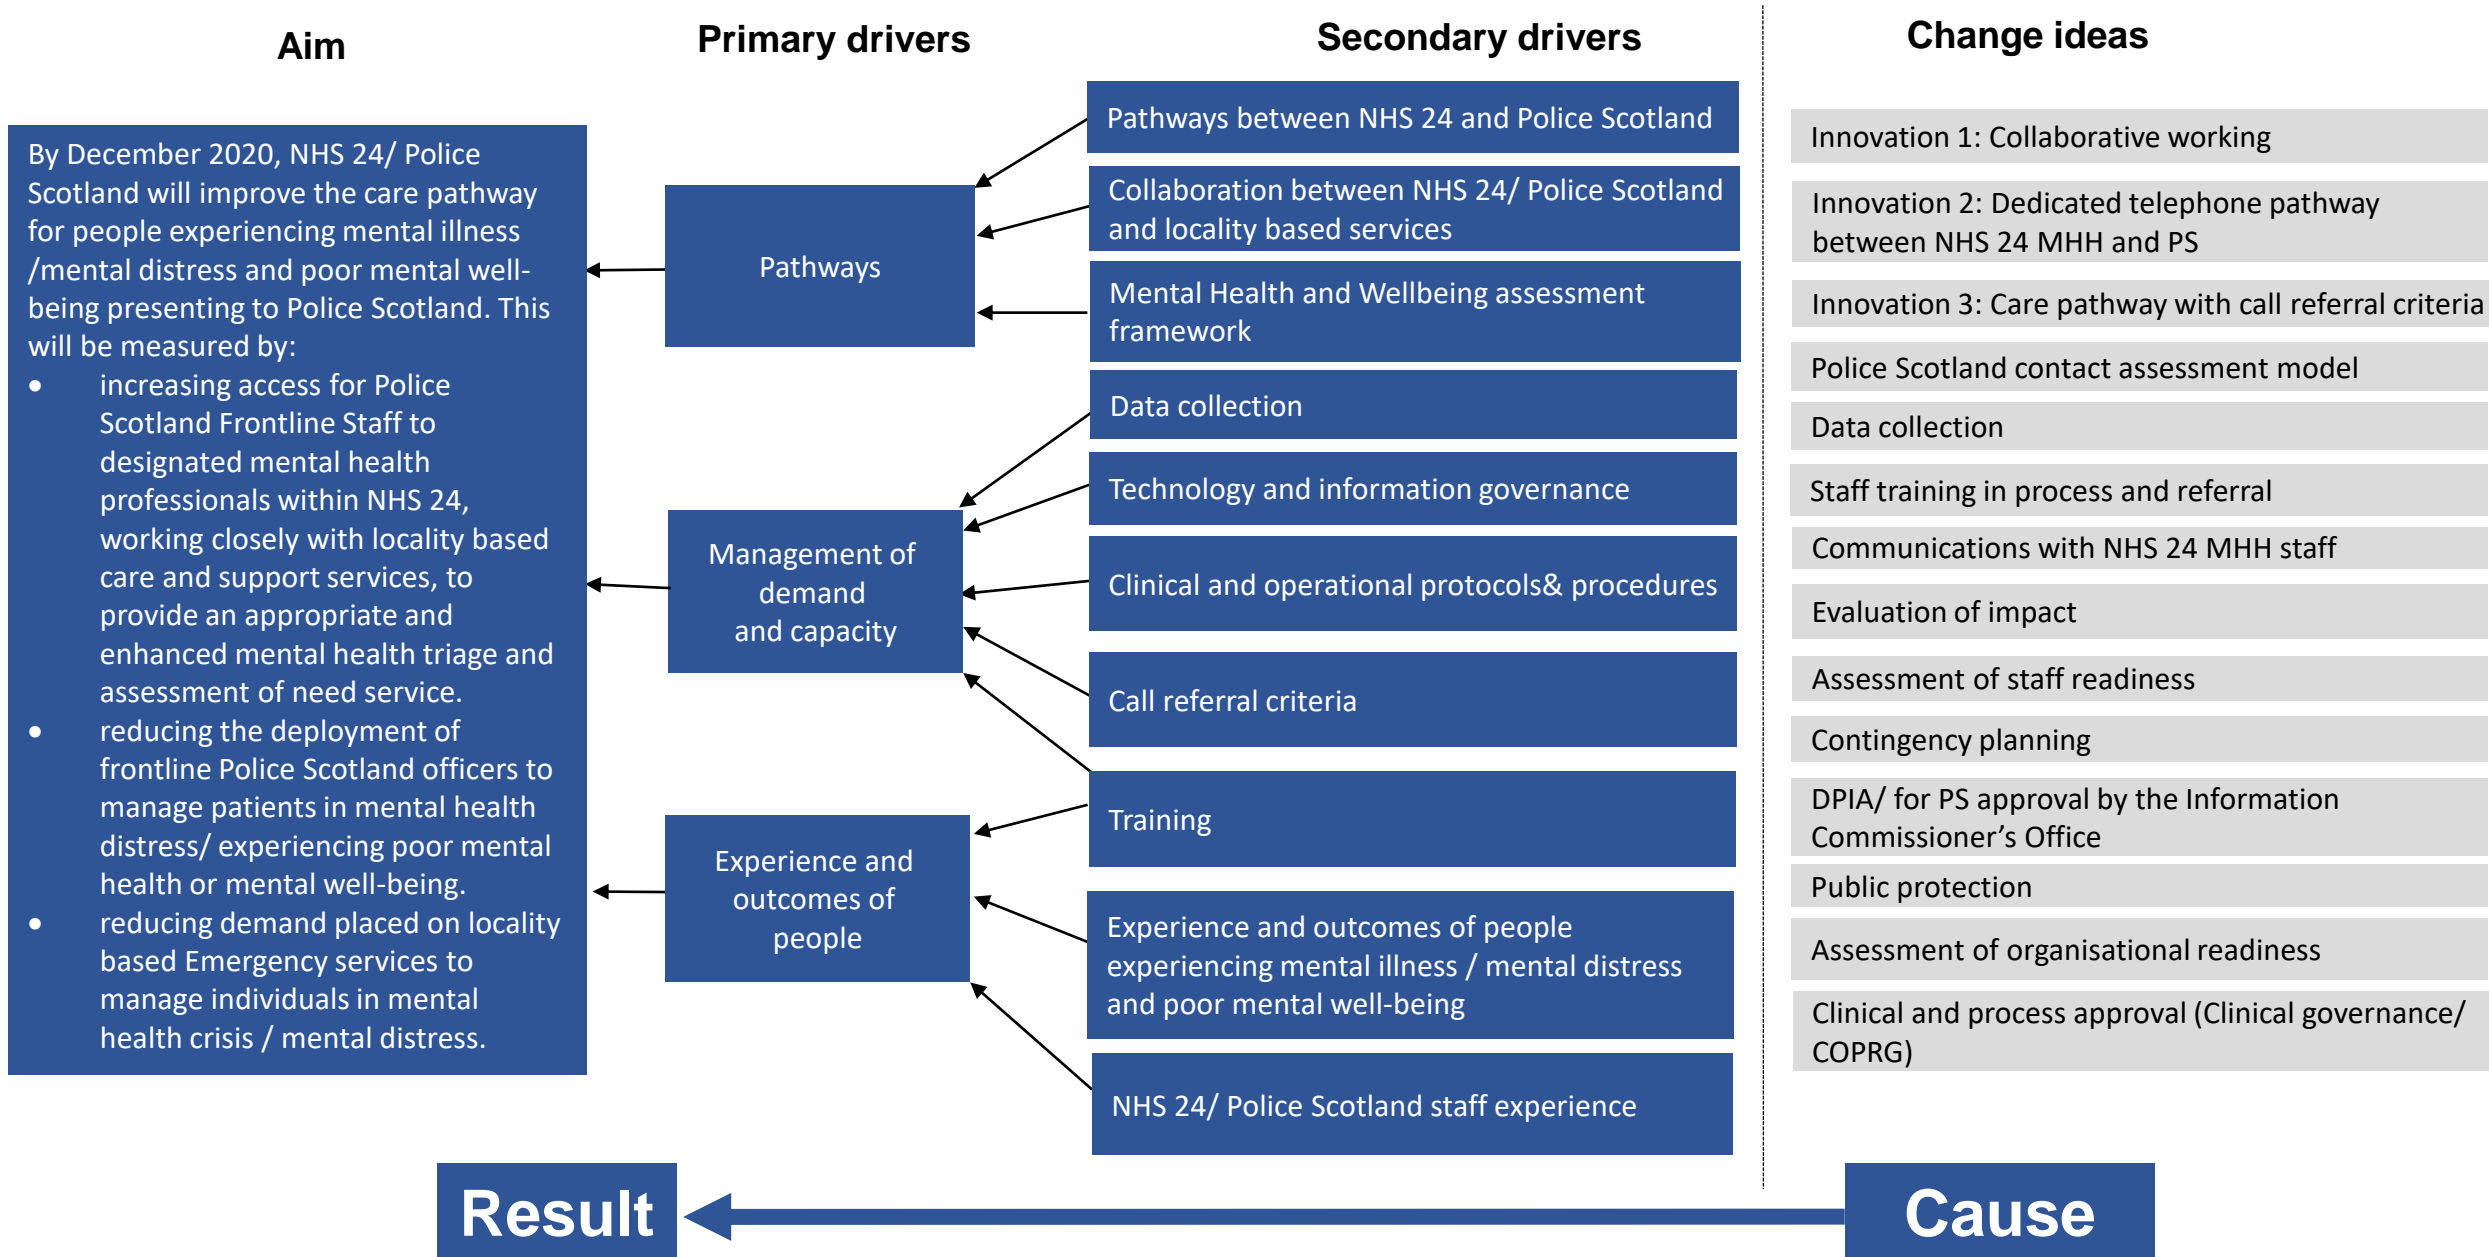 Aim
Primary drivers
Secondary drivers
Change ideas
By December 2020, NHS 24/ Police
Scotland will improve the care pathway
for people experiencing mental illness
/mental distress and poor mental well-
being presenting to Police Scotland. This
will be measured by:
• increasing access for Police
Scotland Frontline Staff to
designated mental health
professionals within NHS 24,
working closely with locality based
care and support services, to
provide an appropriate and
enhanced mental health triage and
assessment of need service.
• reducing the deployment of
frontline Police Scotland officers to
manage patients in mental health
distress/ experiencing poor mental
health or mental well-being.
• reducing demand placed on locality
based Emergency services to
manage individuals in mental
health crisis / mental distress.
Pathways
Management of
demand
and capacity
Experience and
outcomes of
people
Pathways between NHS 24 and Police Scotland
Collaboration between NHS 24/ Police Scotland
and locality based services
Mental Health and Wellbeing assessment
framework
Data collection
Technology and information governance
Clinical and operational protocols& procedures
Call referral criteria
Training
Experience and outcomes of people
experiencing mental illness / mental distress
and poor mental well-being
NHS 24/ Police Scotland staff experience
Innovation 1: Collaborative working
Innovation 2: Dedicated telephone pathway
between NHS 24 MHH and PS
Innovation 3: Care pathway with call referral criteria
Police Scotland contact assessment model
Data collection
Staff training in process and referral
Communications with NHS 24 MHH staff
Evaluation of impact
Assessment of staff readiness
Contingency planning
DPIA/ for PS approval by the Information
Commissioner’s Office
Public protection
Assessment of organisational readiness
Clinical and process approval (Clinical governance/
COPRG)
Result
Cause